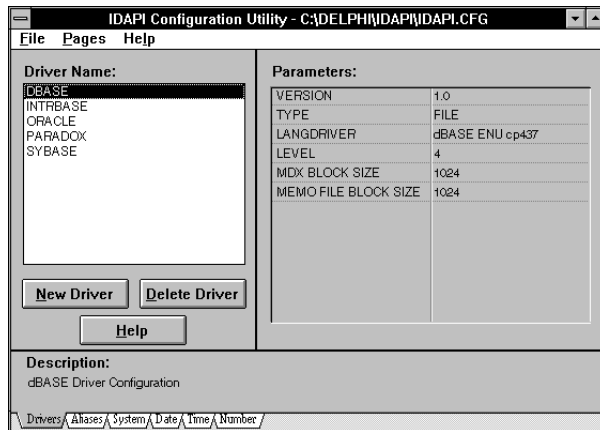 IDAPI Configuration Utility - C:\DELPHI\IDAPI\IDAPI.CFG
File Pages Help
Driver Name:
DBASE
INTRBASE
ORACLE
PARADOX
SYBASE
New Driver Delete Driver
Help
Parameters:
VERSION 1.0
TYPE FILE
LANGDRIVER dBASE ENU cp437
LEVEL 4
MDX BLOCK SIZE 1024
MEMO FILE BLOCK SIZE 1024
Description:
dBASE Driver Configuration
Drivers Aliases System Date Time Number